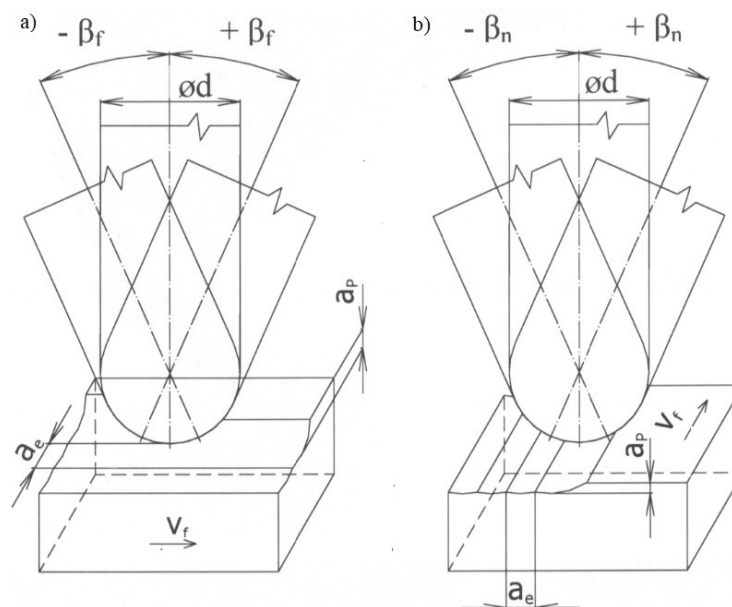 a)
- βf + βf
ød
ap
ae
Vf
b)
- βn + βn
ød
Vf
ap
ae